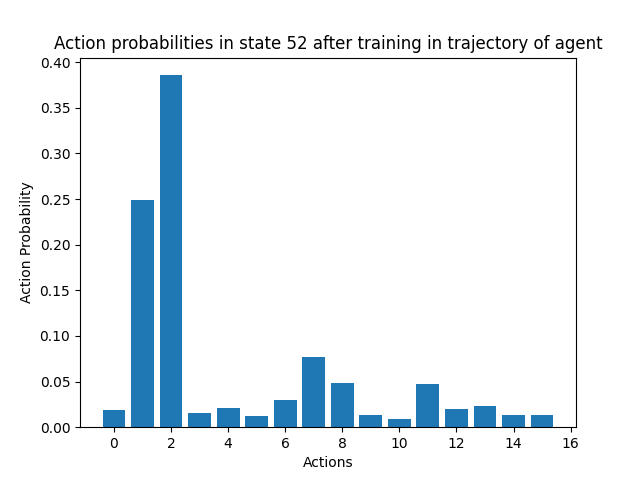 Action probabilities in state 52 after training in trajectory of agent
0.40
0.35
0.30
0.25
0.20
0.15
0.10
0.05
0.00
Action Probability
0 2 4 6 8 10 12 14 16
Actions